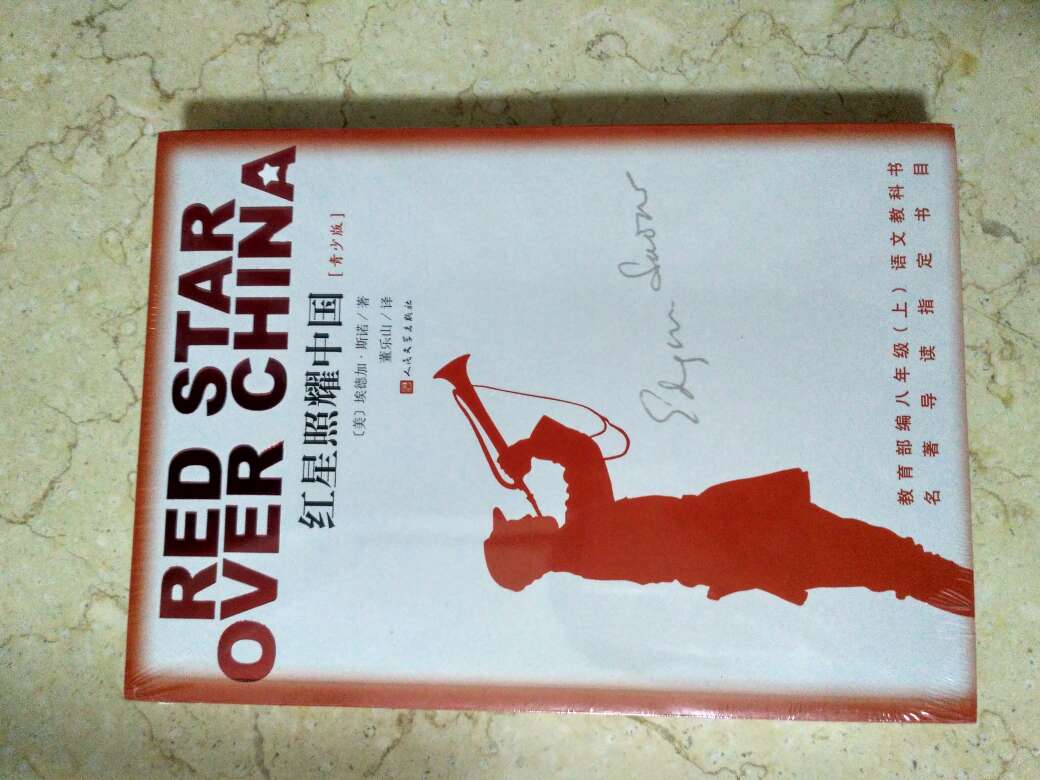 RED STAR
OVER CHINA
红星照耀中国
[青少版]
〔美〕埃德加·斯诺/著
董乐山/译
人民文学出版社
Edgar Snow
教育部编八年级(上)语文教科书
名著导读指定书目